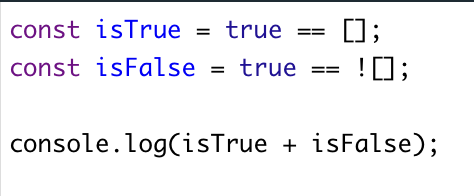 const isTrue = true == [];
const isFalse = true == ![];
console.log(isTrue + isFalse);